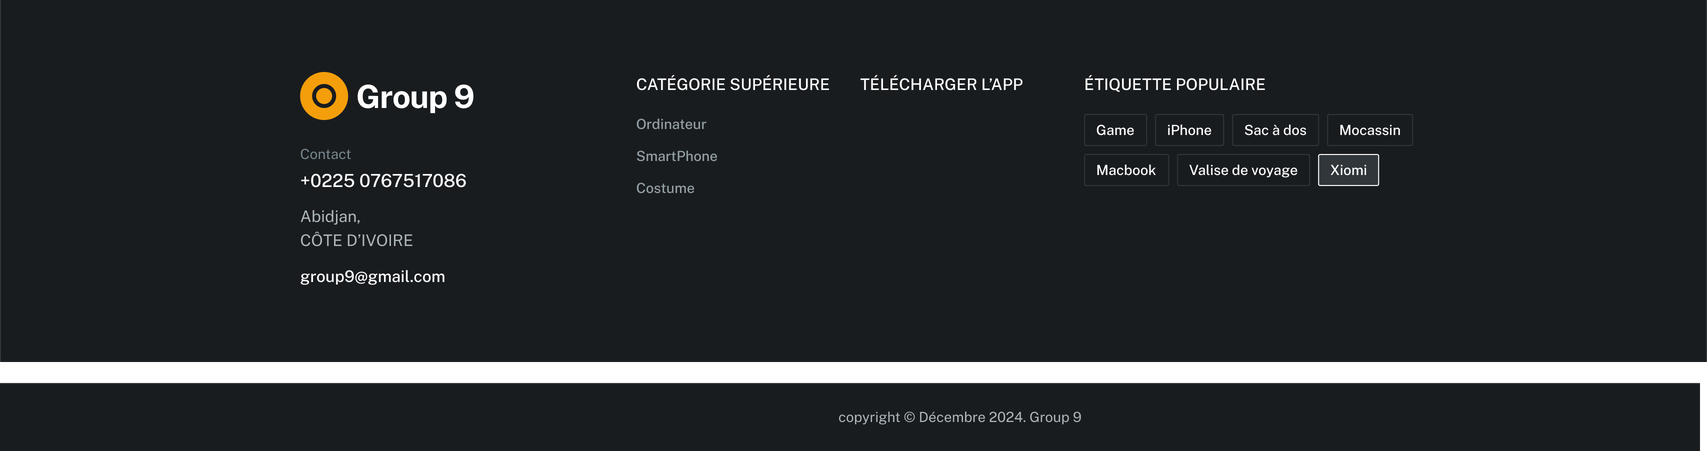 Group 9
Contact
+0225 0767517086
Abidjan,
CÔTE D’IVOIRE
group9@gmail.com
CATÉGORIE SUPÉRIEURE
Ordinateur
SmartPhone
Costume
TÉLÉCHARGER L’APP
ÉTIQUETTE POPULAIRE
Game iPhone Sac à dos Mocassin
Macbook Valise de voyage Xiomi
copyright © Décembre 2024. Group 9